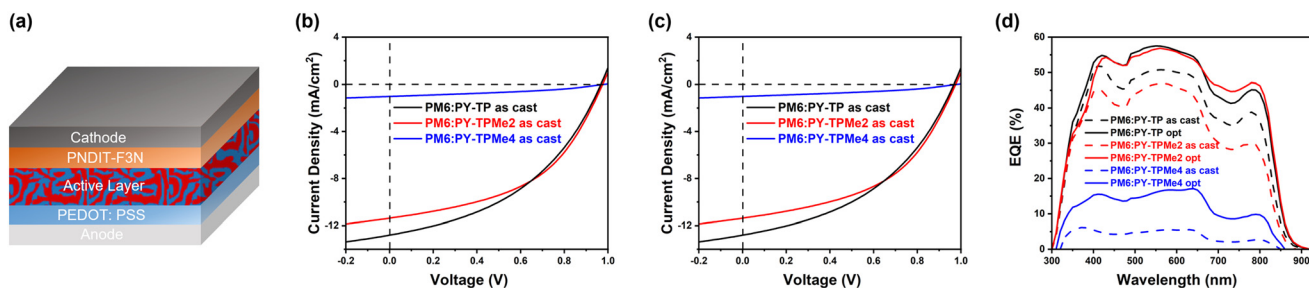 (a)
Cathode
PNDIT-F3N
Active Layer
PEDOT: PSS
Anode
(b)
Current Density (mA/cm²)
4
0
-4
-8
-12
PM6:PY-TP as cast
PM6:PY-TPMe2 as cast
PM6:PY-TPMe4 as cast
-0.2 0.0 0.2 0.4 0.6 0.8 1.0
Voltage (V)
(c)
Current Density (mA/cm²)
4
0
-4
-8
-12
PM6:PY-TP as cast
PM6:PY-TPMe2 as cast
PM6:PY-TPMe4 as cast
-0.2 0.0 0.2 0.4 0.6 0.8 1.0
Voltage (V)
(d)
EQE (%)
60
50
40
30
20
10
0
PM6:PY-TP as cast
PM6:PY-TP opt
PM6:PY-TPMe2 as cast
PM6:PY-TPMe2 opt
PM6:PY-TPMe4 as cast
PM6:PY-TPMe4 opt
300 400 500 600 700 800 900
Wavelength (nm)